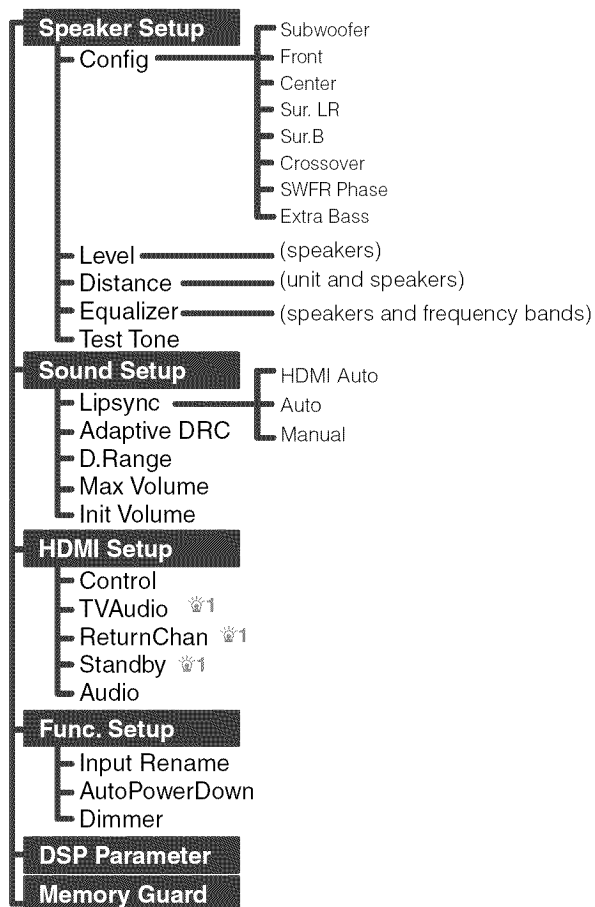 Speaker Setup
Config
Subwoofer
Front
Center
Sur. LR
Sur.B
Crossover
SWFR Phase
Extra Bass
Level (speakers)
Distance (unit and speakers)
Equalizer (speakers and frequency bands)
Test Tone
Sound Setup
Lipsync
HDMI Auto
Auto
Manual
Adaptive DRC
D.Range
Max Volume
Init Volume
HDMI Setup
Control
TVAudio 1
ReturnChan 1
Standby 1
Audio
Func. Setup
Input Rename
AutoPowerDown
Dimmer
DSP Parameter
Memory Guard